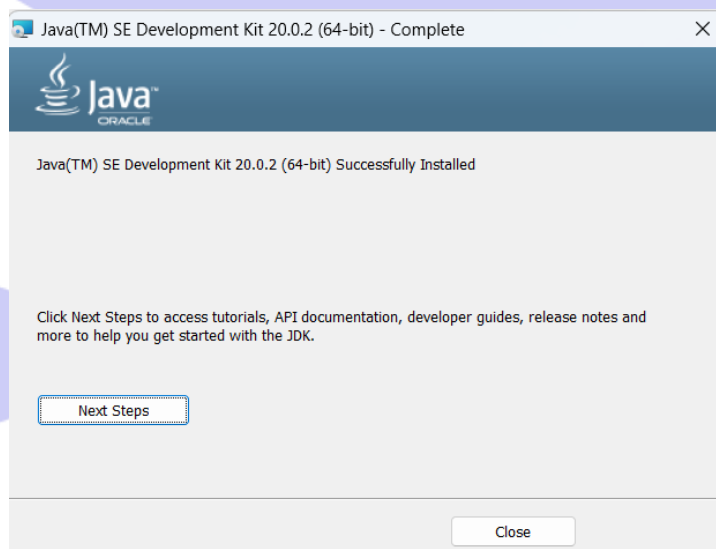 Java(TM) SE Development Kit 20.0.2 (64-bit) - Complete
Java™
ORACLE
Java(TM) SE Development Kit 20.0.2 (64-bit) Successfully Installed
Click Next Steps to access tutorials, API documentation, developer guides, release notes and
more to help you get started with the JDK.
Next Steps
Close